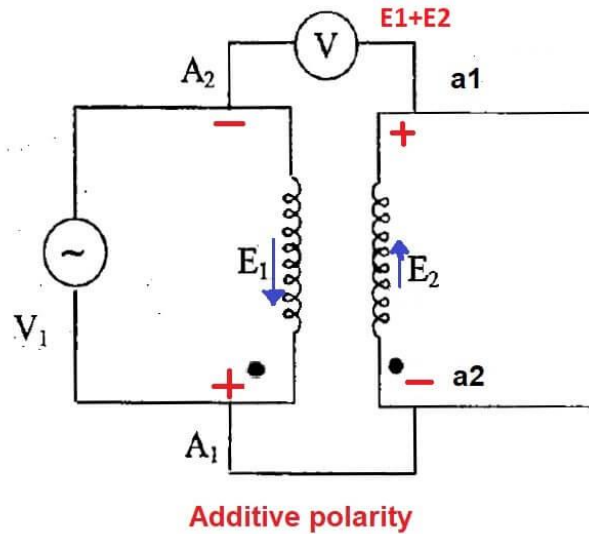 E1+E2
V
A2
a1
−
+
~
E1
E2
V1
+
−
a2
A1
Additive polarity